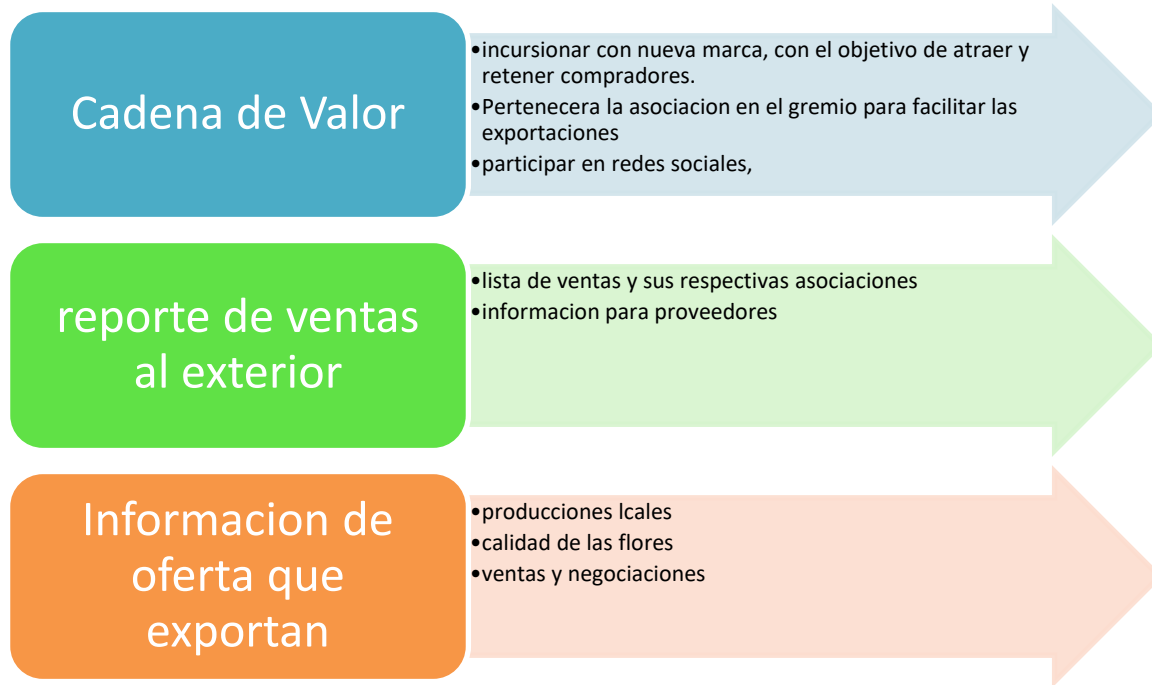 Cadena de Valor
•incursionar con nueva marca, con el objetivo de atraer y
retener compradores.
•Pertenecera la asociacion en el gremio para facilitar las
exportaciones
•participar en redes sociales,
reporte de ventas
al exterior
•lista de ventas y sus respectivas asociaciones
•informacion para proveedores
Informacion de
oferta que
exportan
•producciones lcales
•calidad de las flores
•ventas y negociaciones